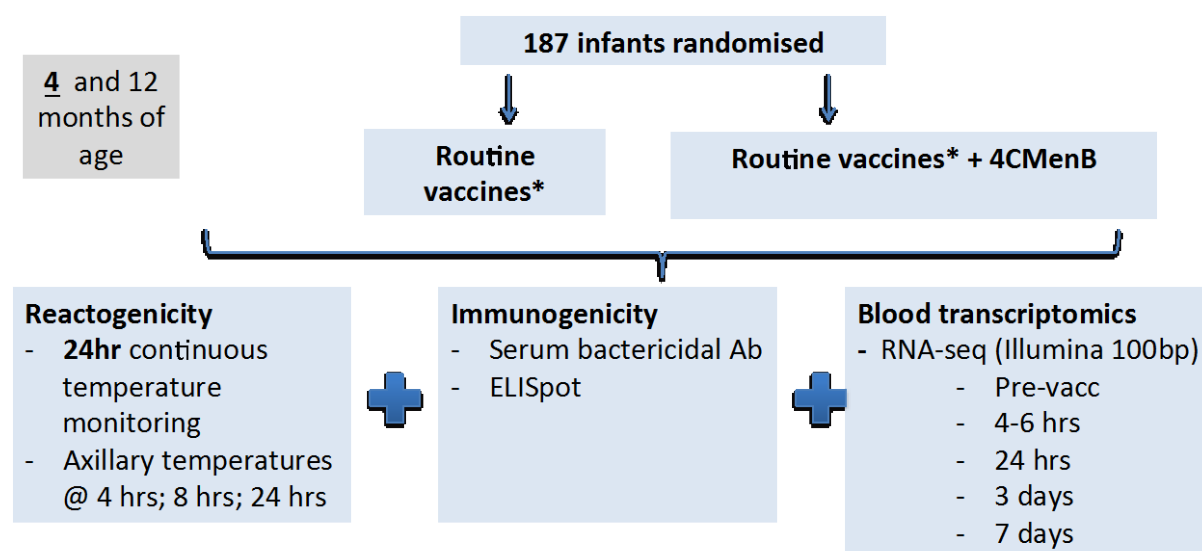 187 infants randomised
4 and 12
months of
age
Routine
vaccines*
Routine vaccines* + 4CMenB
Reactogenicity
- 24hr continuous
temperature
monitoring
- Axillary temperatures
@ 4 hrs; 8 hrs; 24 hrs
Immunogenicity
- Serum bactericidal Ab
- ELISpot
Blood transcriptomics
- RNA-seq (Illumina 100bp)
- Pre-vacc
- 4-6 hrs
- 24 hrs
- 3 days
- 7 days